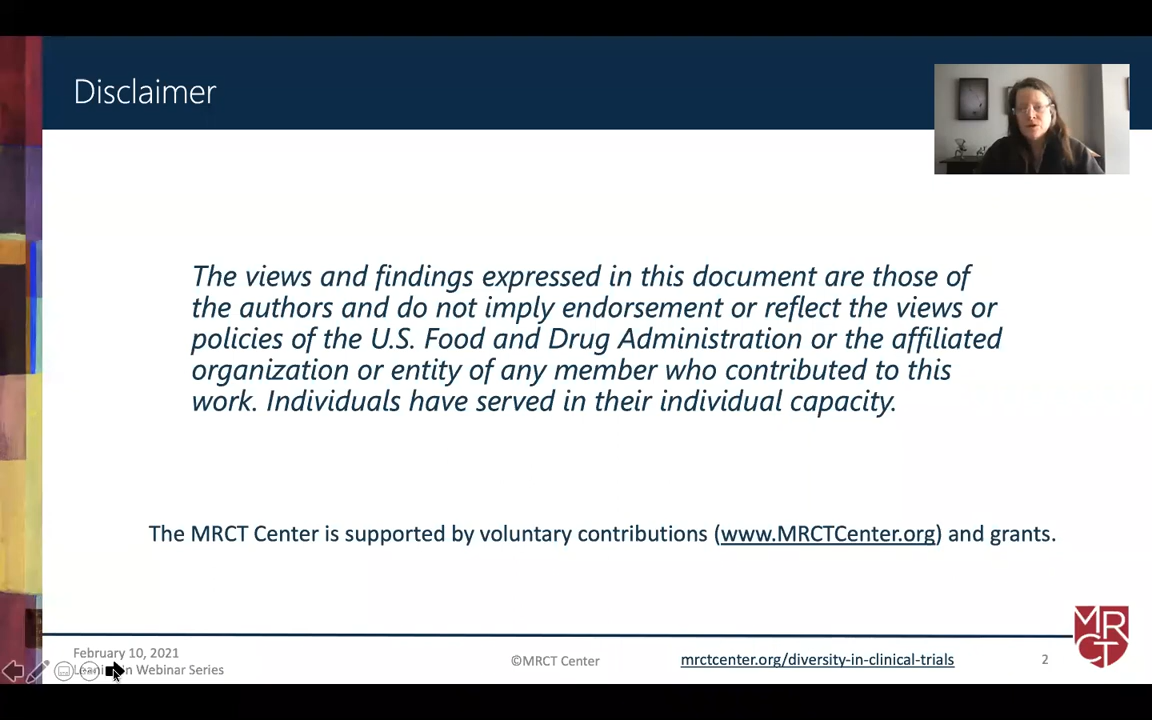 Disclaimer
The views and findings expressed in this document are those of
the authors and do not imply endorsement or reflect the views or
policies of the U.S. Food and Drug Administration or the affiliated
organization or entity of any member who contributed to this
work. Individuals have served in their individual capacity.
The MRCT Center is supported by voluntary contributions (www.MRCTCenter.org) and grants.
February 10, 2021
Webinar Series
©MRCT Center
mrctcenter.org/diversity-in-clinical-trials
2
MR
CT